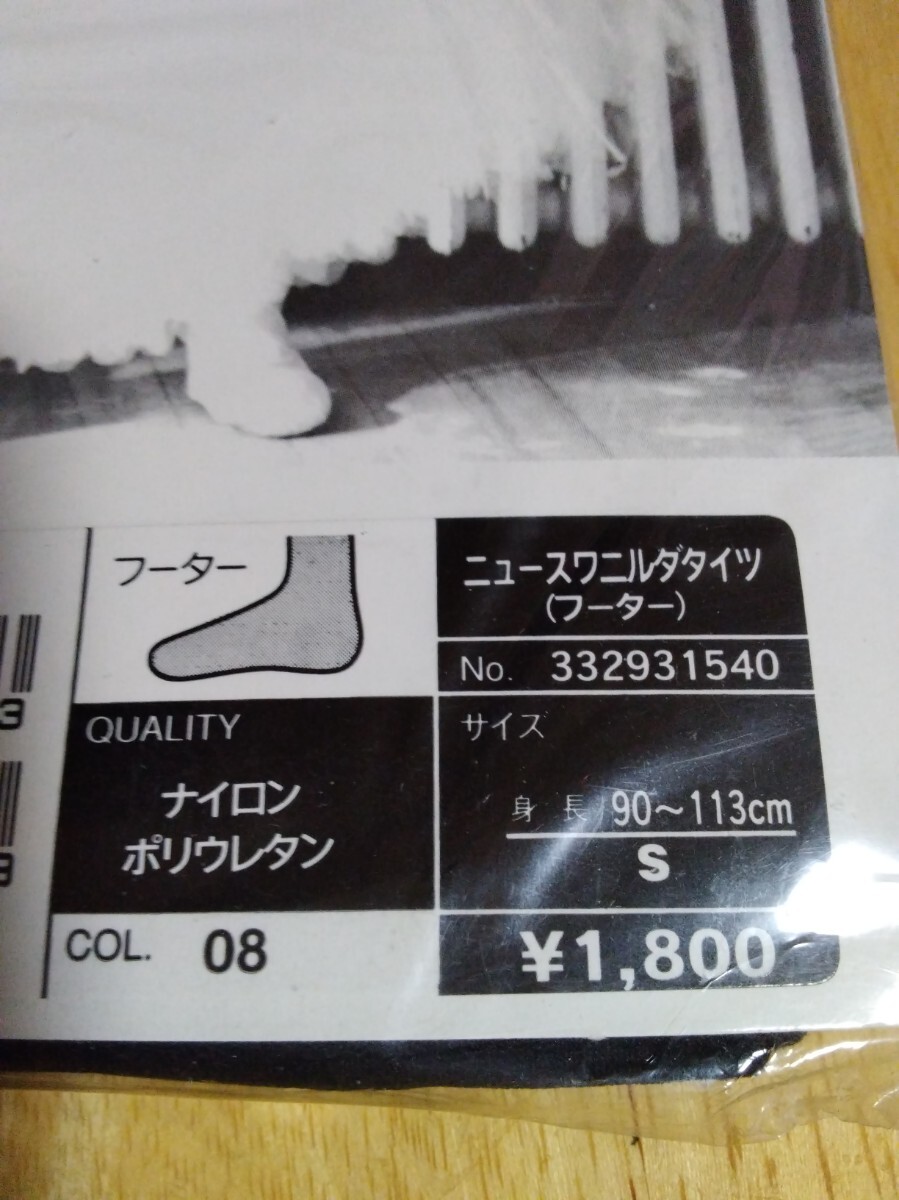 フーター
ニュースワニルダタイツ
(フーター)
No. 332931540
QUALITY
ナイロン
ポリウレタン
サイズ
身長 90～113cm
S
COL. 08
¥1,800
3
3